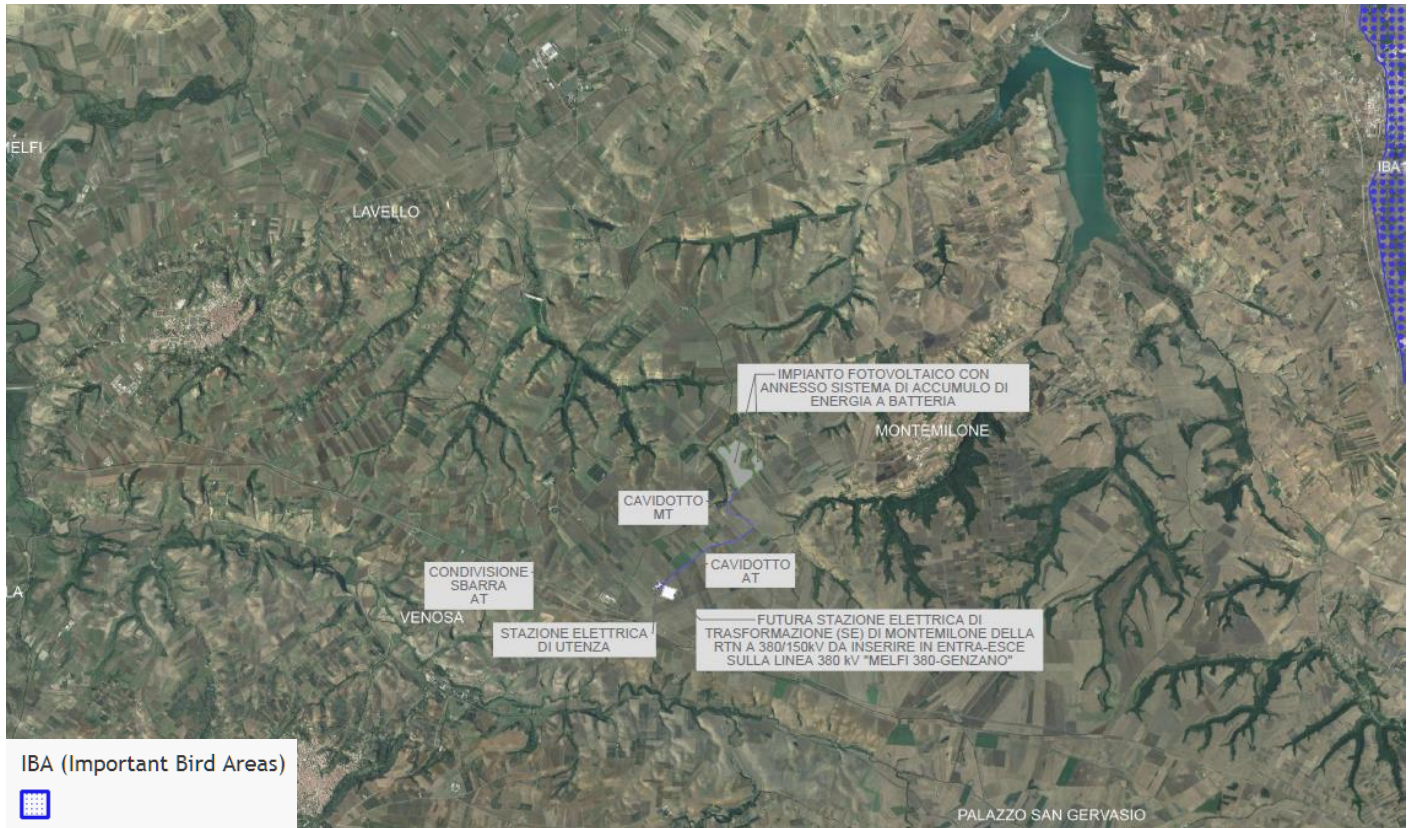 MELFI
IBA1
LAVELLO
IMPIANTO FOTOVOLTAICO CON
ANNESSO SISTEMA DI ACCUMULO DI
ENERGIA A BATTERIA
MONTEMILONE
CAVIDOTTO
MT
CAVIDOTTO
AT
CONDIVISIONE
SBARRA
AT
LA
VENOSA
STAZIONE ELETTRICA
DI UTENZA
FUTURA STAZIONE ELETTRICA DI
TRASFORMAZIONE (SE) DI MONTEMILONE DELLA
RTN A 380/150kV DA INSERIRE IN ENTRA-ESCE
SULLA LINEA 380 kV "MELFI 380-GENZANO"
IBA (Important Bird Areas)
PALAZZO SAN GERVASIO